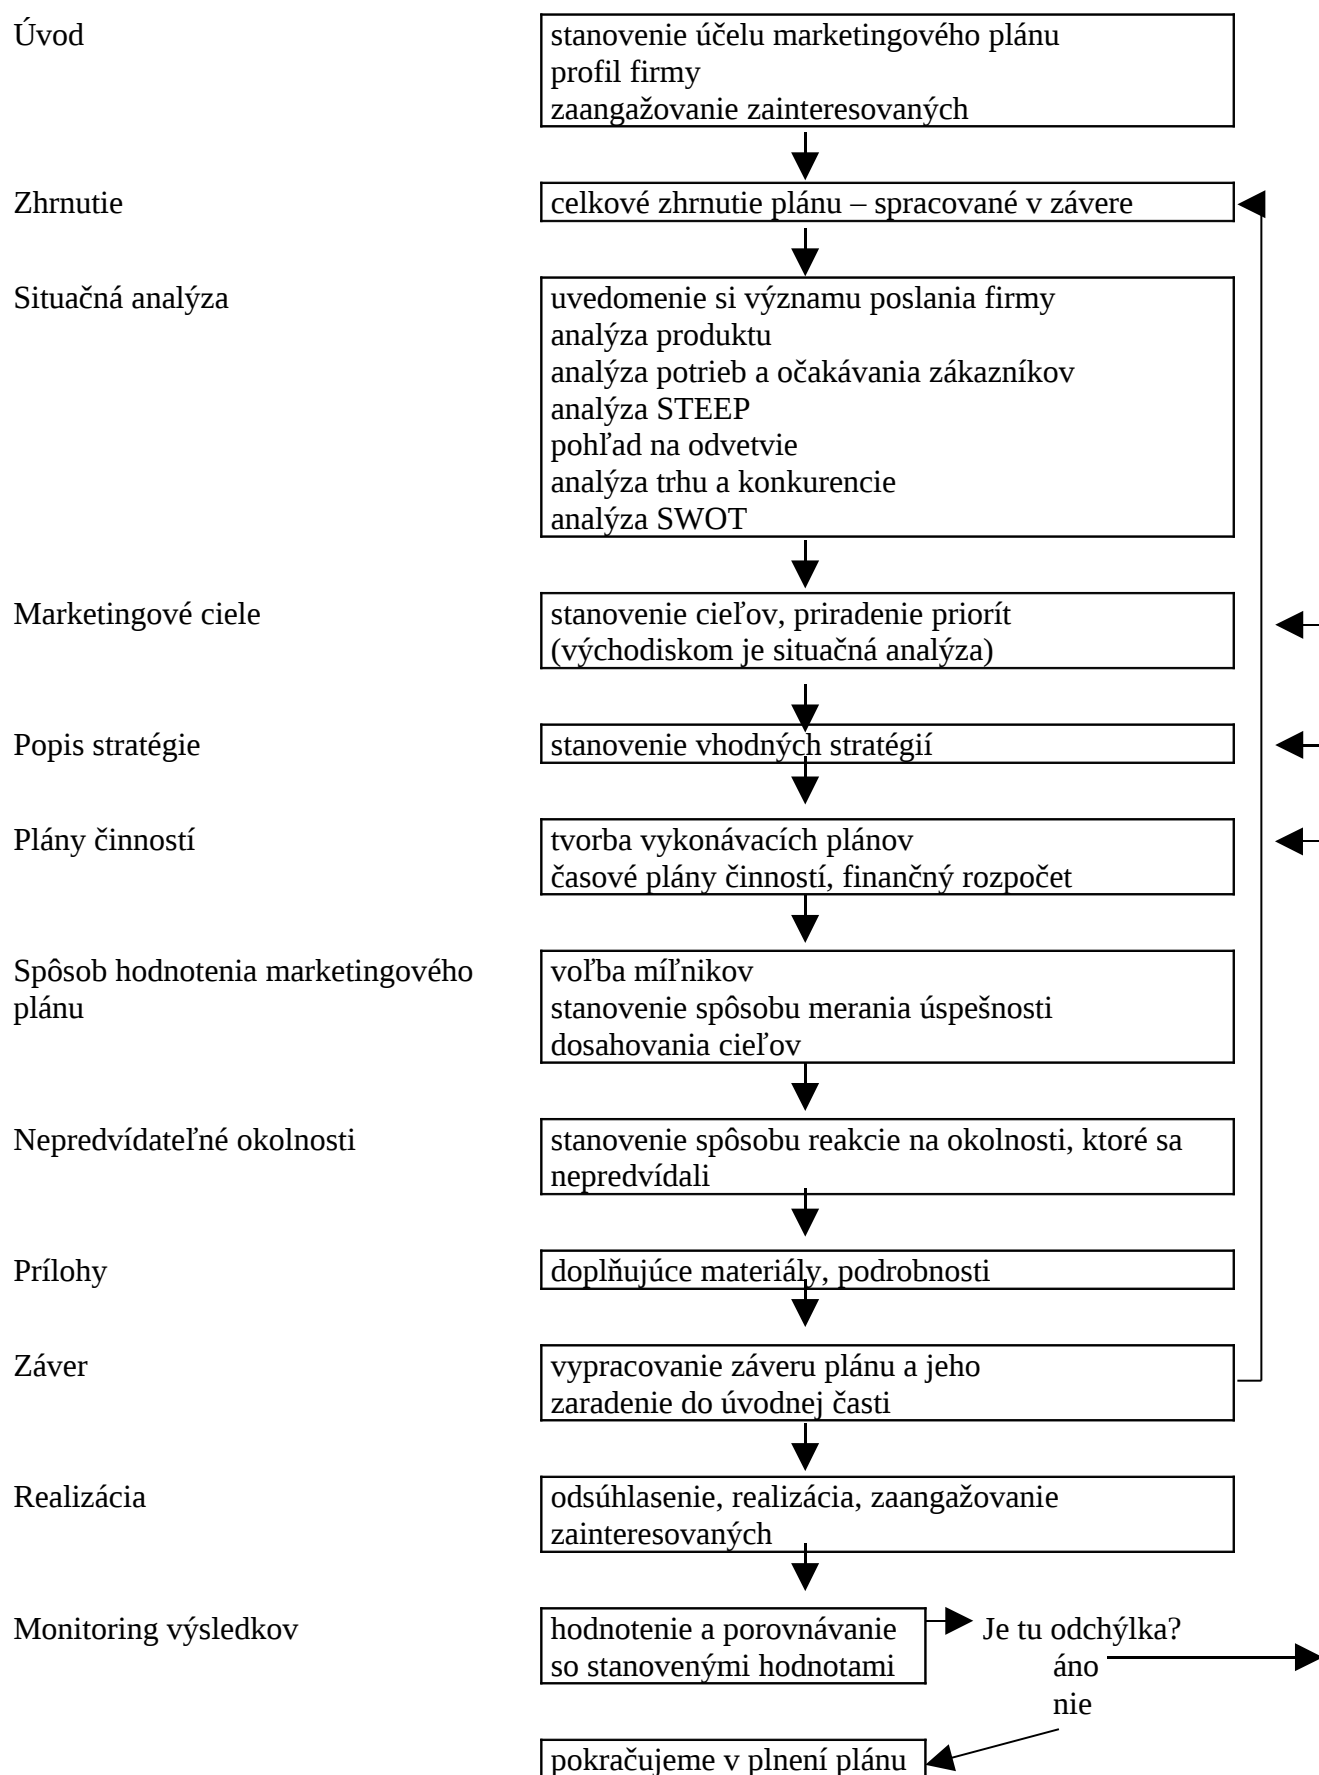 Úvod
stanovenie účelu marketingového plánu
profil firmy
zaangažovanie zainteresovaných
Zhrnutie
celkové zhrnutie plánu – spracované v závere
Situačná analýza
uvedomenie si významu poslania firmy
analýza produktu
analýza potrieb a očakávania zákazníkov
analýza STEEP
pohľad na odvetvie
analýza trhu a konkurencie
analýza SWOT
Marketingové ciele
stanovenie cieľov, priradenie priorít
(východiskom je situačná analýza)
Popis stratégie
stanovenie vhodných stratégií
Plány činností
tvorba vykonávacích plánov
časové plány činností, finančný rozpočet
Spôsob hodnotenia marketingového
plánu
voľba míľnikov
stanovenie spôsobu merania úspešnosti
dosahovania cieľov
Nepredvídateľné okolnosti
stanovenie spôsobu reakcie na okolnosti, ktoré sa
nepredvídali
Prílohy
doplňujúce materiály, podrobnosti
Záver
vypracovanie záveru plánu a jeho
zaradenie do úvodnej časti
Realizácia
odsúhlasenie, realizácia, zaangažovanie
zainteresovaných
Monitoring výsledkov
hodnotenie a porovnávanie
so stanovenými hodnotami
Je tu odchýlka?
áno
nie
pokračujeme v plnení plánu